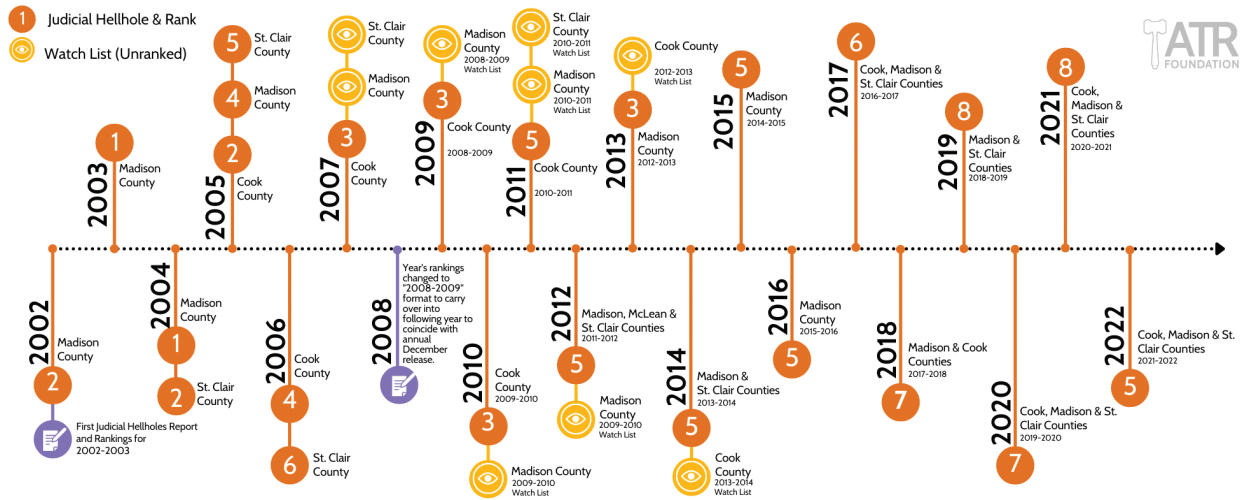 1 Judicial Hellhole & Rank
Watch List (Unranked)
ATR
FOUNDATION
2002
Madison
County
2
First Judicial Hellholes Report
and Rankings for
2002-2003
2003
1
Madison
County
2004
Madison
County
1
2
St. Clair
County
2005
5
St. Clair
County
4
Madison
County
2
Cook
County
2006
Cook
County
4
6
St. Clair
County
2007
St. Clair
County
Madison
County
3
Cook
County
2008
Year's rankings
changed to
"2008-2009"
format to carry
over into
following year to
coincide with
annual
December
release.
2009
Madison
County
2008-2009
Watch List
3
Cook County
2008-2009
2010
Cook
County
2009-2010
3
Madison County
2009-2010
Watch List
2011
St. Clair
County
2010-2011
Watch List
Madison
County
2010-2011
Watch List
5
Cook County
2010-2011
2012
Madison, McLean &
St. Clair Counties
2011-2012
5
Madison
County
2009-2010
Watch List
2013
Cook County
2012-2013
Watch List
3
Madison
County
2012-2013
2014
Madison &
St. Clair Counties
2013-2014
5
Cook
County
2013-2014
Watch List
2015
5
Madison
County
2014-2015
2016
Madison
County
2015-2016
5
2017
6
Cook, Madison &
St. Clair Counties
2016-2017
2018
Madison & Cook
Counties
2017-2018
7
2019
8
Madison &
St. Clair
Counties
2018-2019
2020
Cook, Madison & St.
Clair Counties
2019-2020
7
2021
8
Cook,
Madison &
St. Clair
Counties
2020-2021
2022
Cook, Madison & St.
Clair Counties
2021-2022
5